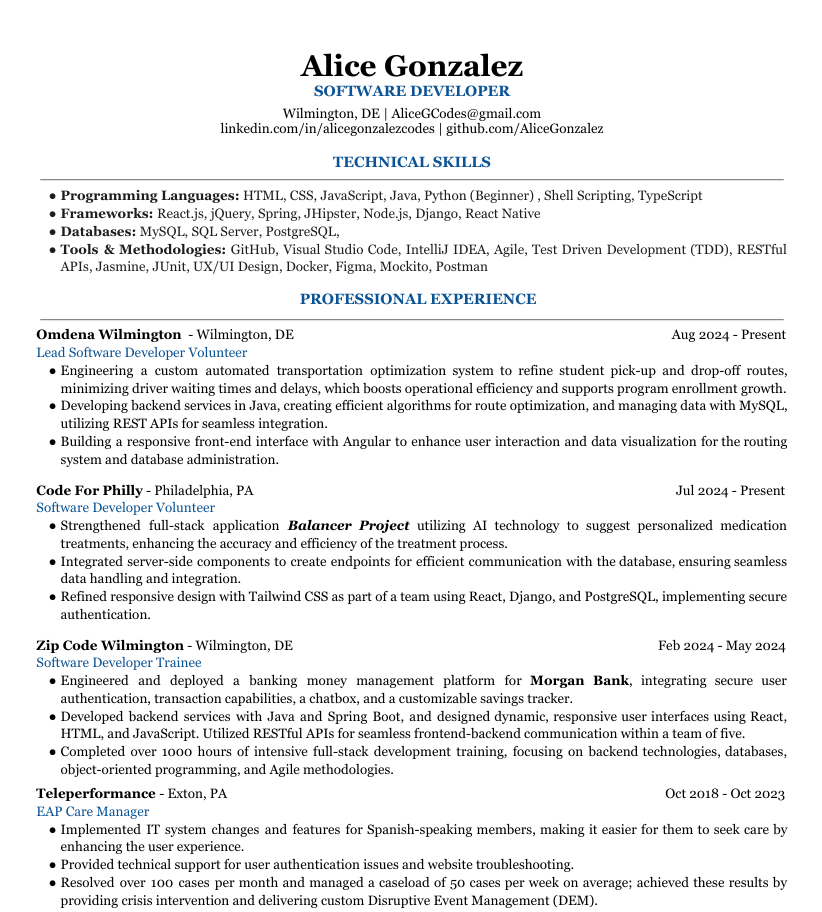 Alice Gonzalez
SOFTWARE DEVELOPER
Wilmington, DE | AliceGCodes@gmail.com
linkedin.com/in/alicegonzalezcodes | github.com/AliceGonzalez
TECHNICAL SKILLS
● Programming Languages: HTML, CSS, JavaScript, Java, Python (Beginner) , Shell Scripting, TypeScript
● Frameworks: React.js, jQuery, Spring, JHipster, Node.js, Django, React Native
● Databases: MySQL, SQL Server, PostgreSQL,
● Tools & Methodologies: GitHub, Visual Studio Code, IntelliJ IDEA, Agile, Test Driven Development (TDD), RESTful
APIs, Jasmine, JUnit, UX/UI Design, Docker, Figma, Mockito, Postman
PROFESSIONAL EXPERIENCE
Omdena Wilmington - Wilmington, DE Aug 2024 - Present
Lead Software Developer Volunteer
● Engineering a custom automated transportation optimization system to refine student pick-up and drop-off routes,
minimizing driver waiting times and delays, which boosts operational efficiency and supports program enrollment growth.
● Developing backend services in Java, creating efficient algorithms for route optimization, and managing data with MySQL,
utilizing REST APIs for seamless integration.
● Building a responsive front-end interface with Angular to enhance user interaction and data visualization for the routing
system and database administration.
Code For Philly - Philadelphia, PA Jul 2024 - Present
Software Developer Volunteer
● Strengthened full-stack application Balancer Project utilizing AI technology to suggest personalized medication
treatments, enhancing the accuracy and efficiency of the treatment process.
● Integrated server-side components to create endpoints for efficient communication with the database, ensuring seamless
data handling and integration.
● Refined responsive design with Tailwind CSS as part of a team using React, Django, and PostgreSQL, implementing secure
authentication.
Zip Code Wilmington - Wilmington, DE Feb 2024 - May 2024
Software Developer Trainee
● Engineered and deployed a banking money management platform for Morgan Bank, integrating secure user
authentication, transaction capabilities, a chatbox, and a customizable savings tracker.
● Developed backend services with Java and Spring Boot, and designed dynamic, responsive user interfaces using React,
HTML, and JavaScript. Utilized RESTful APIs for seamless frontend-backend communication within a team of five.
● Completed over 1000 hours of intensive full-stack development training, focusing on backend technologies, databases,
object-oriented programming, and Agile methodologies.
Teleperformance - Exton, PA Oct 2018 - Oct 2023
EAP Care Manager
● Implemented IT system changes and features for Spanish-speaking members, making it easier for them to seek care by
enhancing the user experience.
● Provided technical support for user authentication issues and website troubleshooting.
● Resolved over 100 cases per month and managed a caseload of 50 cases per week on average; achieved these results by
providing crisis intervention and delivering custom Disruptive Event Management (DEM).